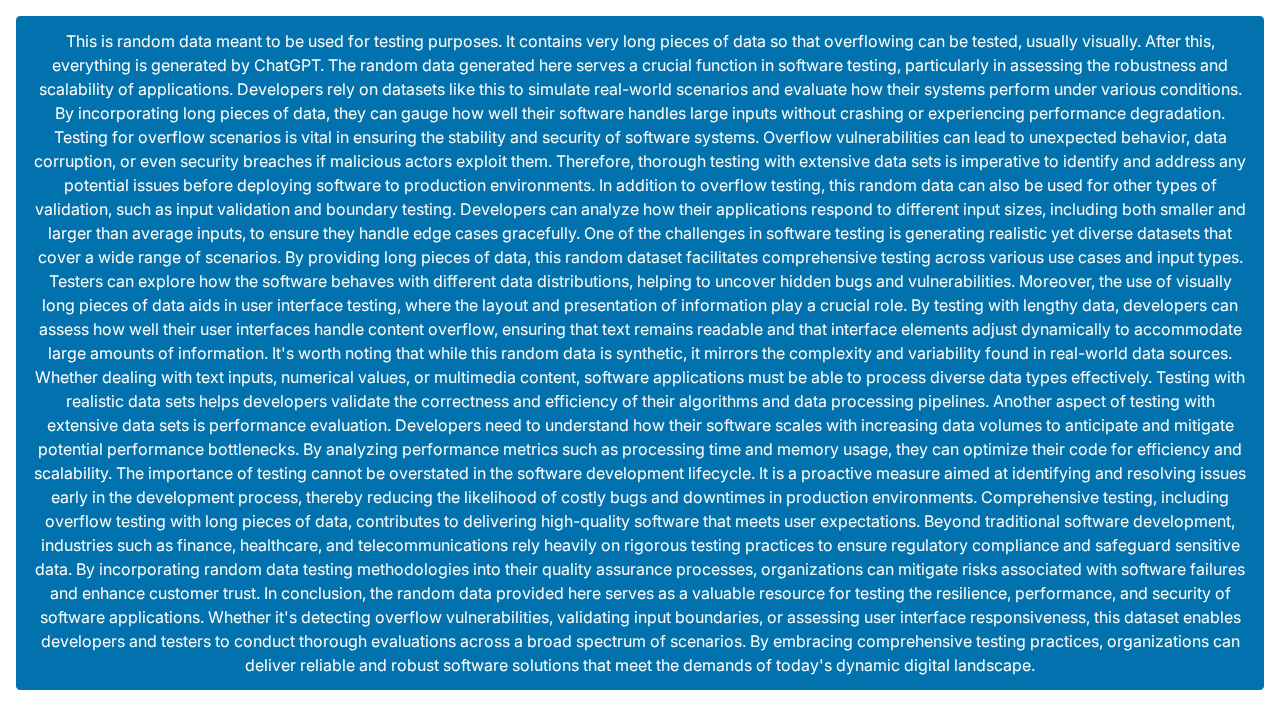 This is random data meant to be used for testing purposes. It contains very long pieces of data so that overflowing can be tested, usually visually. After this,
everything is generated by ChatGPT. The random data generated here serves a crucial function in software testing, particularly in assessing the robustness and
scalability of applications. Developers rely on datasets like this to simulate real-world scenarios and evaluate how their systems perform under various conditions.
By incorporating long pieces of data, they can gauge how well their software handles large inputs without crashing or experiencing performance degradation.
Testing for overflow scenarios is vital in ensuring the stability and security of software systems. Overflow vulnerabilities can lead to unexpected behavior, data
corruption, or even security breaches if malicious actors exploit them. Therefore, thorough testing with extensive data sets is imperative to identify and address any
potential issues before deploying software to production environments. In addition to overflow testing, this random data can also be used for other types of
validation, such as input validation and boundary testing. Developers can analyze how their applications respond to different input sizes, including both smaller and
larger than average inputs, to ensure they handle edge cases gracefully. One of the challenges in software testing is generating realistic yet diverse datasets that
cover a wide range of scenarios. By providing long pieces of data, this random dataset facilitates comprehensive testing across various use cases and input types.
Testers can explore how the software behaves with different data distributions, helping to uncover hidden bugs and vulnerabilities. Moreover, the use of visually
long pieces of data aids in user interface testing, where the layout and presentation of information play a crucial role. By testing with lengthy data, developers can
assess how well their user interfaces handle content overflow, ensuring that text remains readable and that interface elements adjust dynamically to accommodate
large amounts of information. It's worth noting that while this random data is synthetic, it mirrors the complexity and variability found in real-world data sources.
Whether dealing with text inputs, numerical values, or multimedia content, software applications must be able to process diverse data types effectively. Testing with
realistic data sets helps developers validate the correctness and efficiency of their algorithms and data processing pipelines. Another aspect of testing with
extensive data sets is performance evaluation. Developers need to understand how their software scales with increasing data volumes to anticipate and mitigate
potential performance bottlenecks. By analyzing performance metrics such as processing time and memory usage, they can optimize their code for efficiency and
scalability. The importance of testing cannot be overstated in the software development lifecycle. It is a proactive measure aimed at identifying and resolving issues
early in the development process, thereby reducing the likelihood of costly bugs and downtimes in production environments. Comprehensive testing, including
overflow testing with long pieces of data, contributes to delivering high-quality software that meets user expectations. Beyond traditional software development,
industries such as finance, healthcare, and telecommunications rely heavily on rigorous testing practices to ensure regulatory compliance and safeguard sensitive
data. By incorporating random data testing methodologies into their quality assurance processes, organizations can mitigate risks associated with software failures
and enhance customer trust. In conclusion, the random data provided here serves as a valuable resource for testing the resilience, performance, and security of
software applications. Whether it's detecting overflow vulnerabilities, validating input boundaries, or assessing user interface responsiveness, this dataset enables
developers and testers to conduct thorough evaluations across a broad spectrum of scenarios. By embracing comprehensive testing practices, organizations can
deliver reliable and robust software solutions that meet the demands of today's dynamic digital landscape.